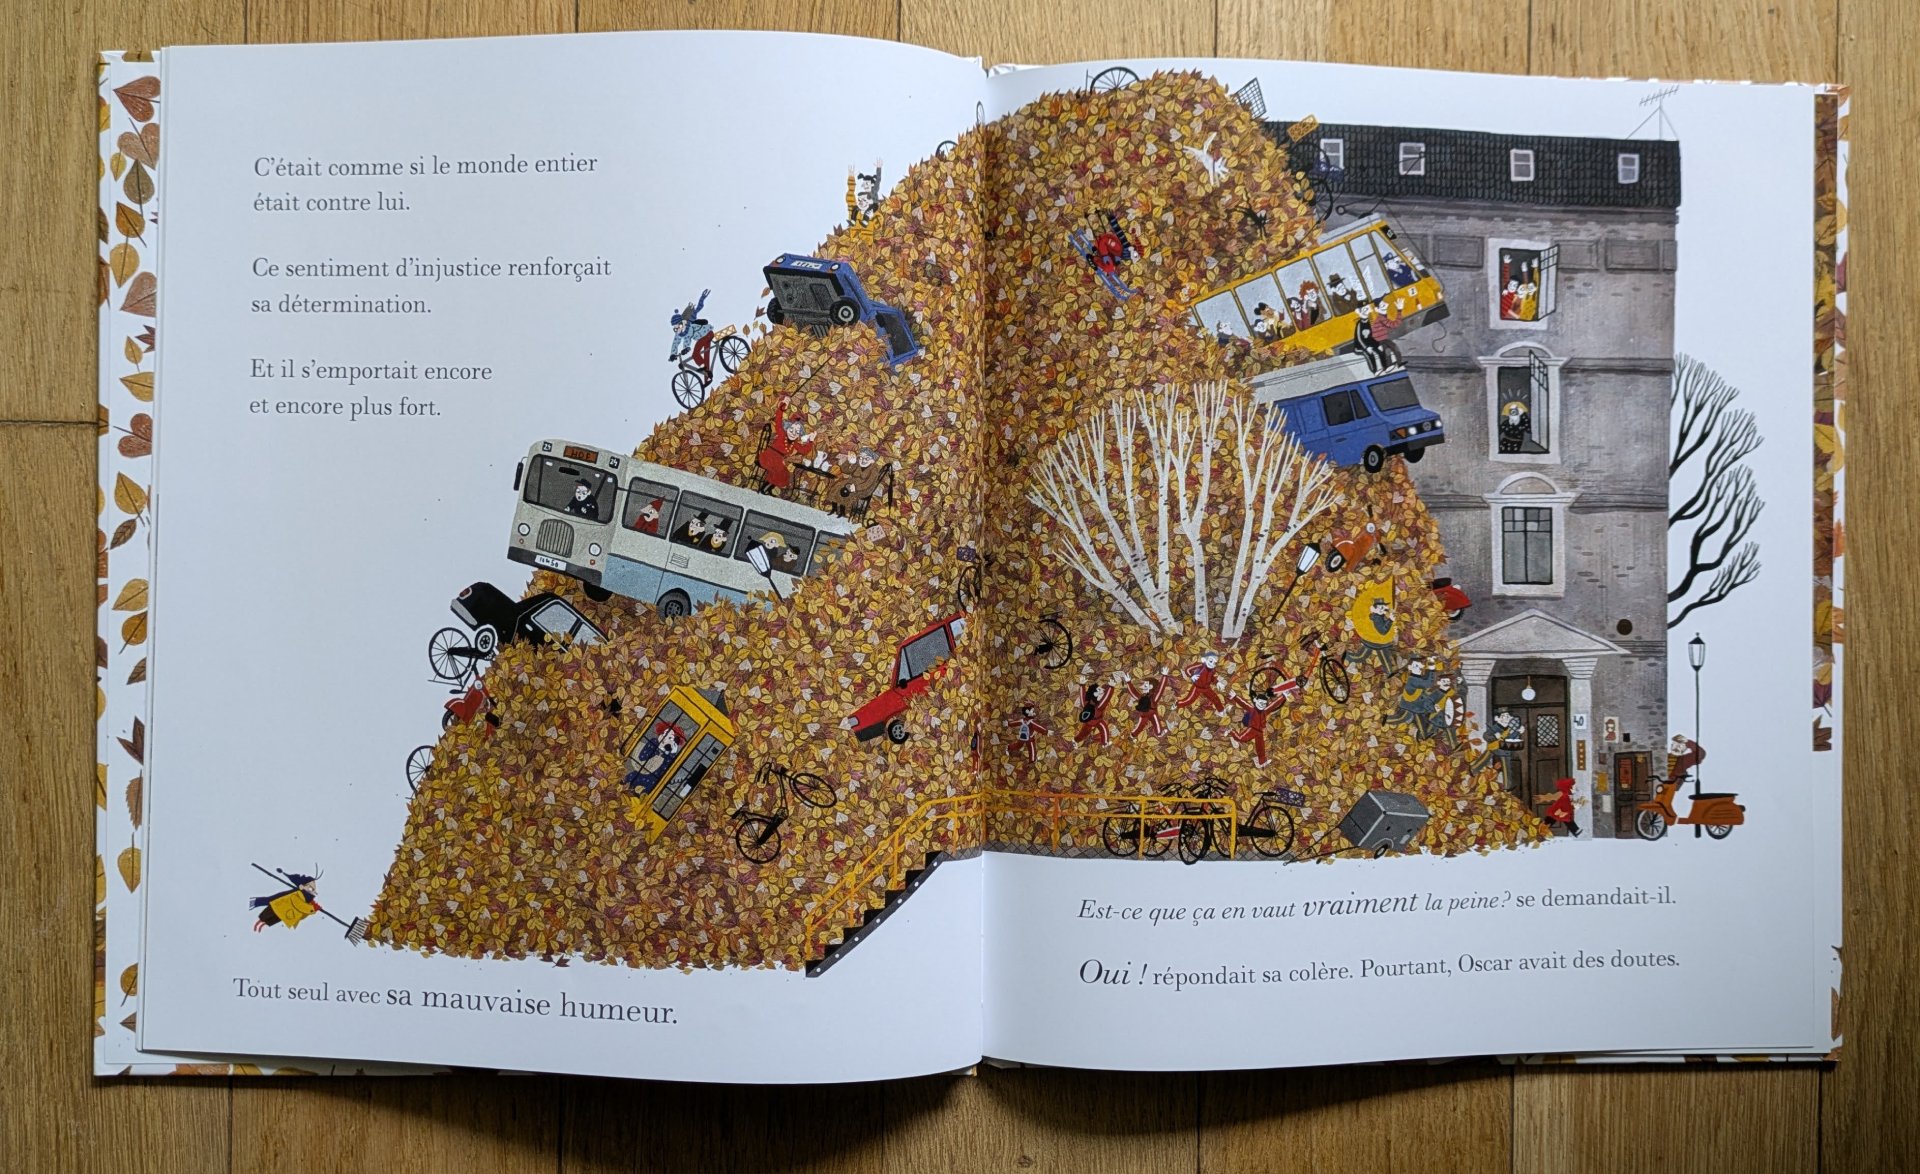 C'était comme si le monde entier
était contre lui.
Ce sentiment d'injustice renforçait
sa détermination.
Et il s'emportait encore
et encore plus fort.
Tout seul avec sa mauvaise humeur.
Est-ce que ça en vaut vraiment la peine ? se demandait-il.
Oui ! répondait sa colère. Pourtant, Oscar avait des doutes.
40